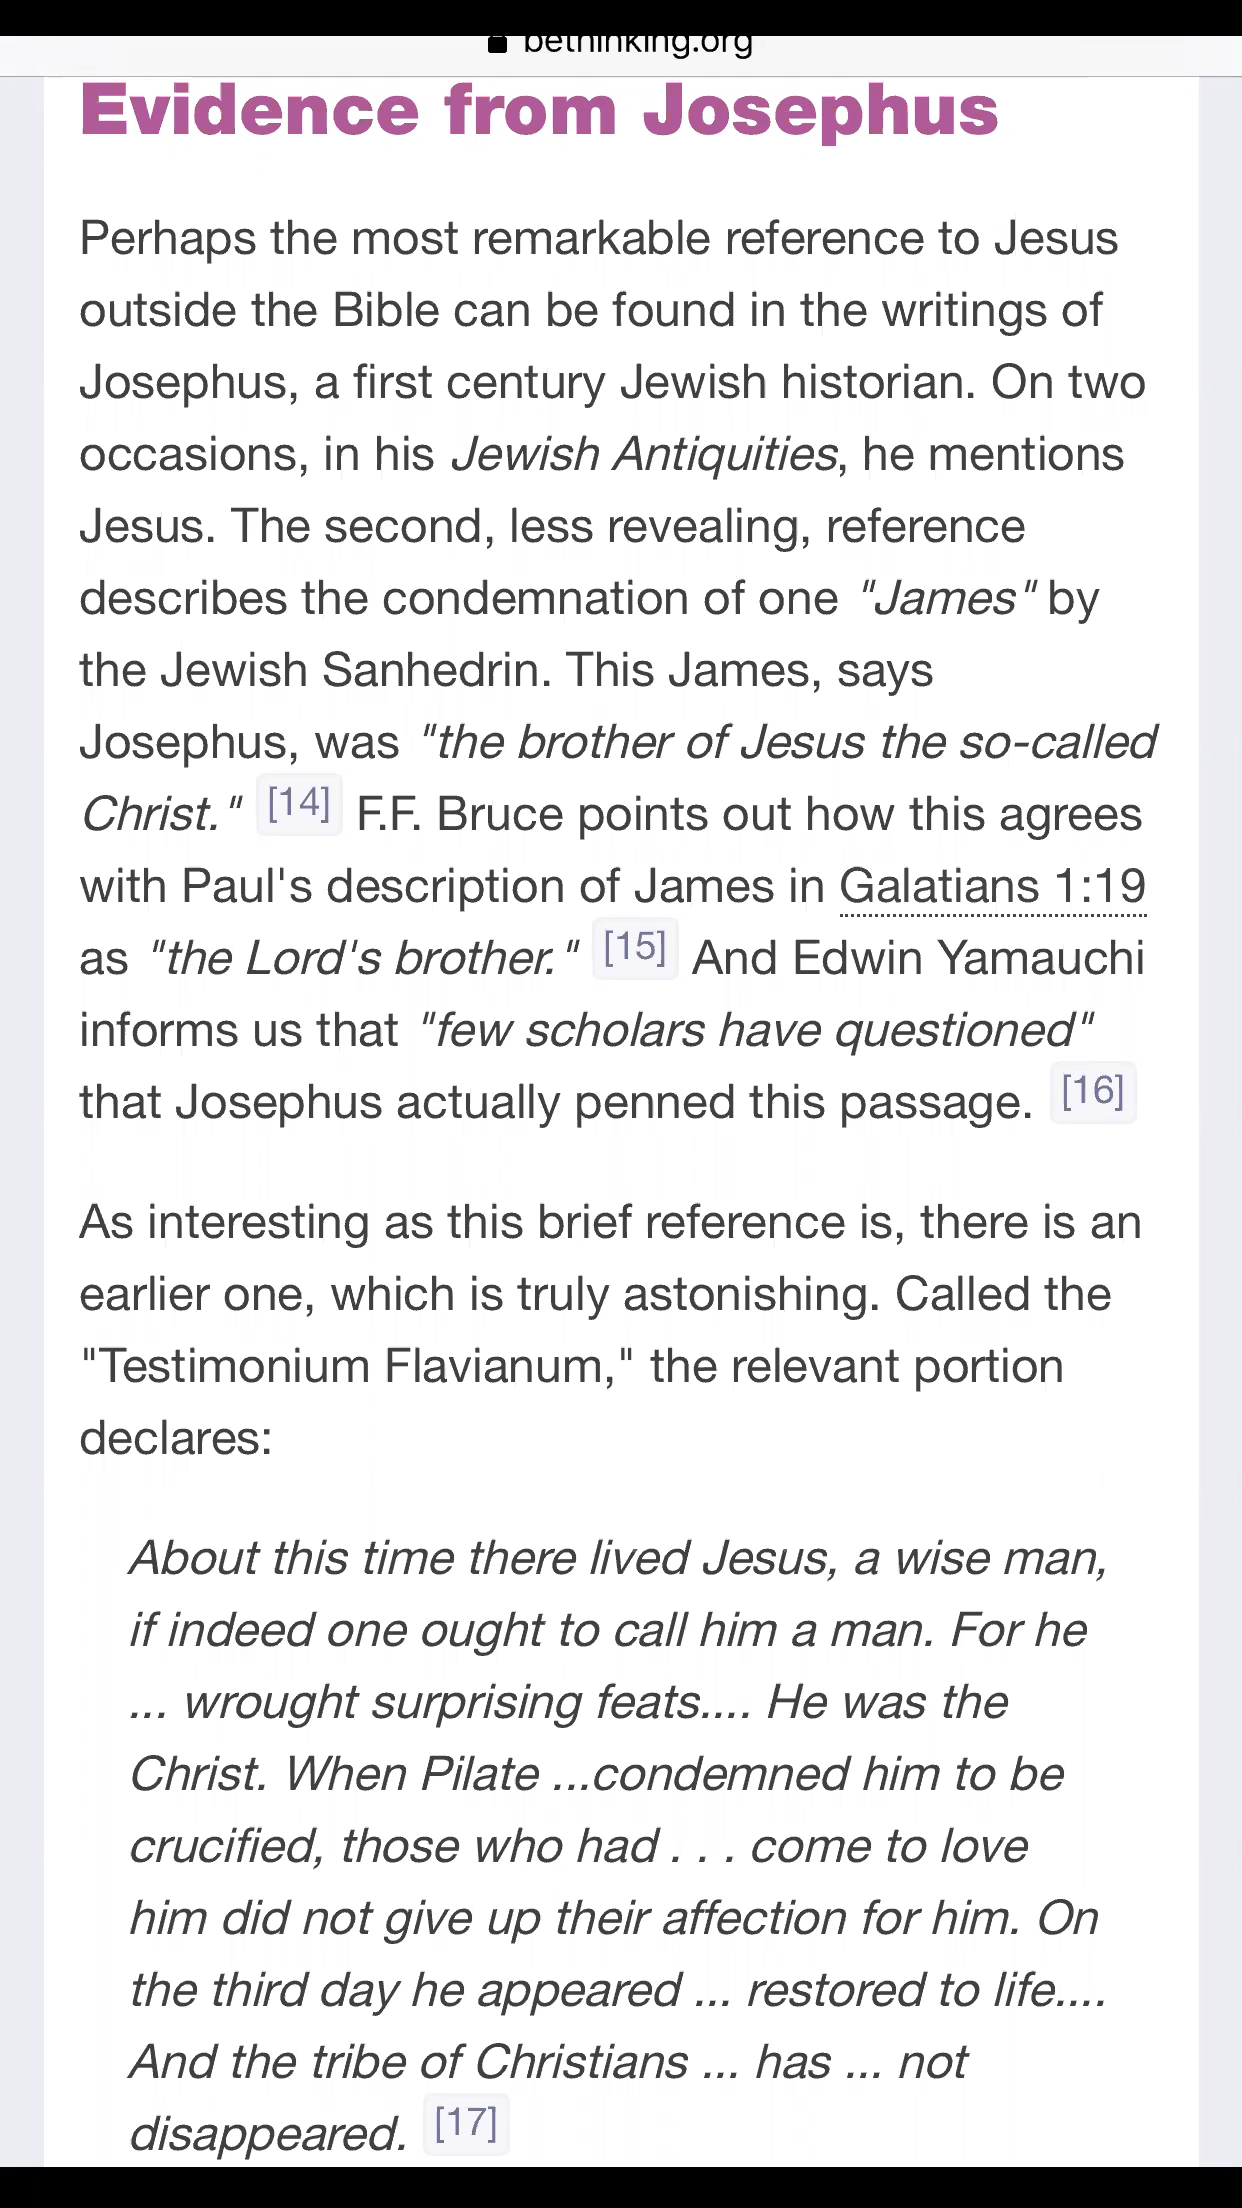 bethinking.org
Evidence from Josephus
Perhaps the most remarkable reference to Jesus
outside the Bible can be found in the writings of
Josephus, a first century Jewish historian. On two
occasions, in his Jewish Antiquities, he mentions
Jesus. The second, less revealing, reference
describes the condemnation of one "James" by
the Jewish Sanhedrin. This James, says
Josephus, was "the brother of Jesus the so-called
Christ." [14] F.F. Bruce points out how this agrees
with Paul's description of James in Galatians 1:19
as "the Lord's brother." [15] And Edwin Yamauchi
informs us that "few scholars have questioned"
that Josephus actually penned this passage. [16]
As interesting as this brief reference is, there is an
earlier one, which is truly astonishing. Called the
"Testimonium Flavianum," the relevant portion
declares:
About this time there lived Jesus, a wise man,
if indeed one ought to call him a man. For he
... wrought surprising feats.... He was the
Christ. When Pilate ...condemned him to be
crucified, those who had . . . come to love
him did not give up their affection for him. On
the third day he appeared ... restored to life....
And the tribe of Christians ... has ... not
disappeared. [17]